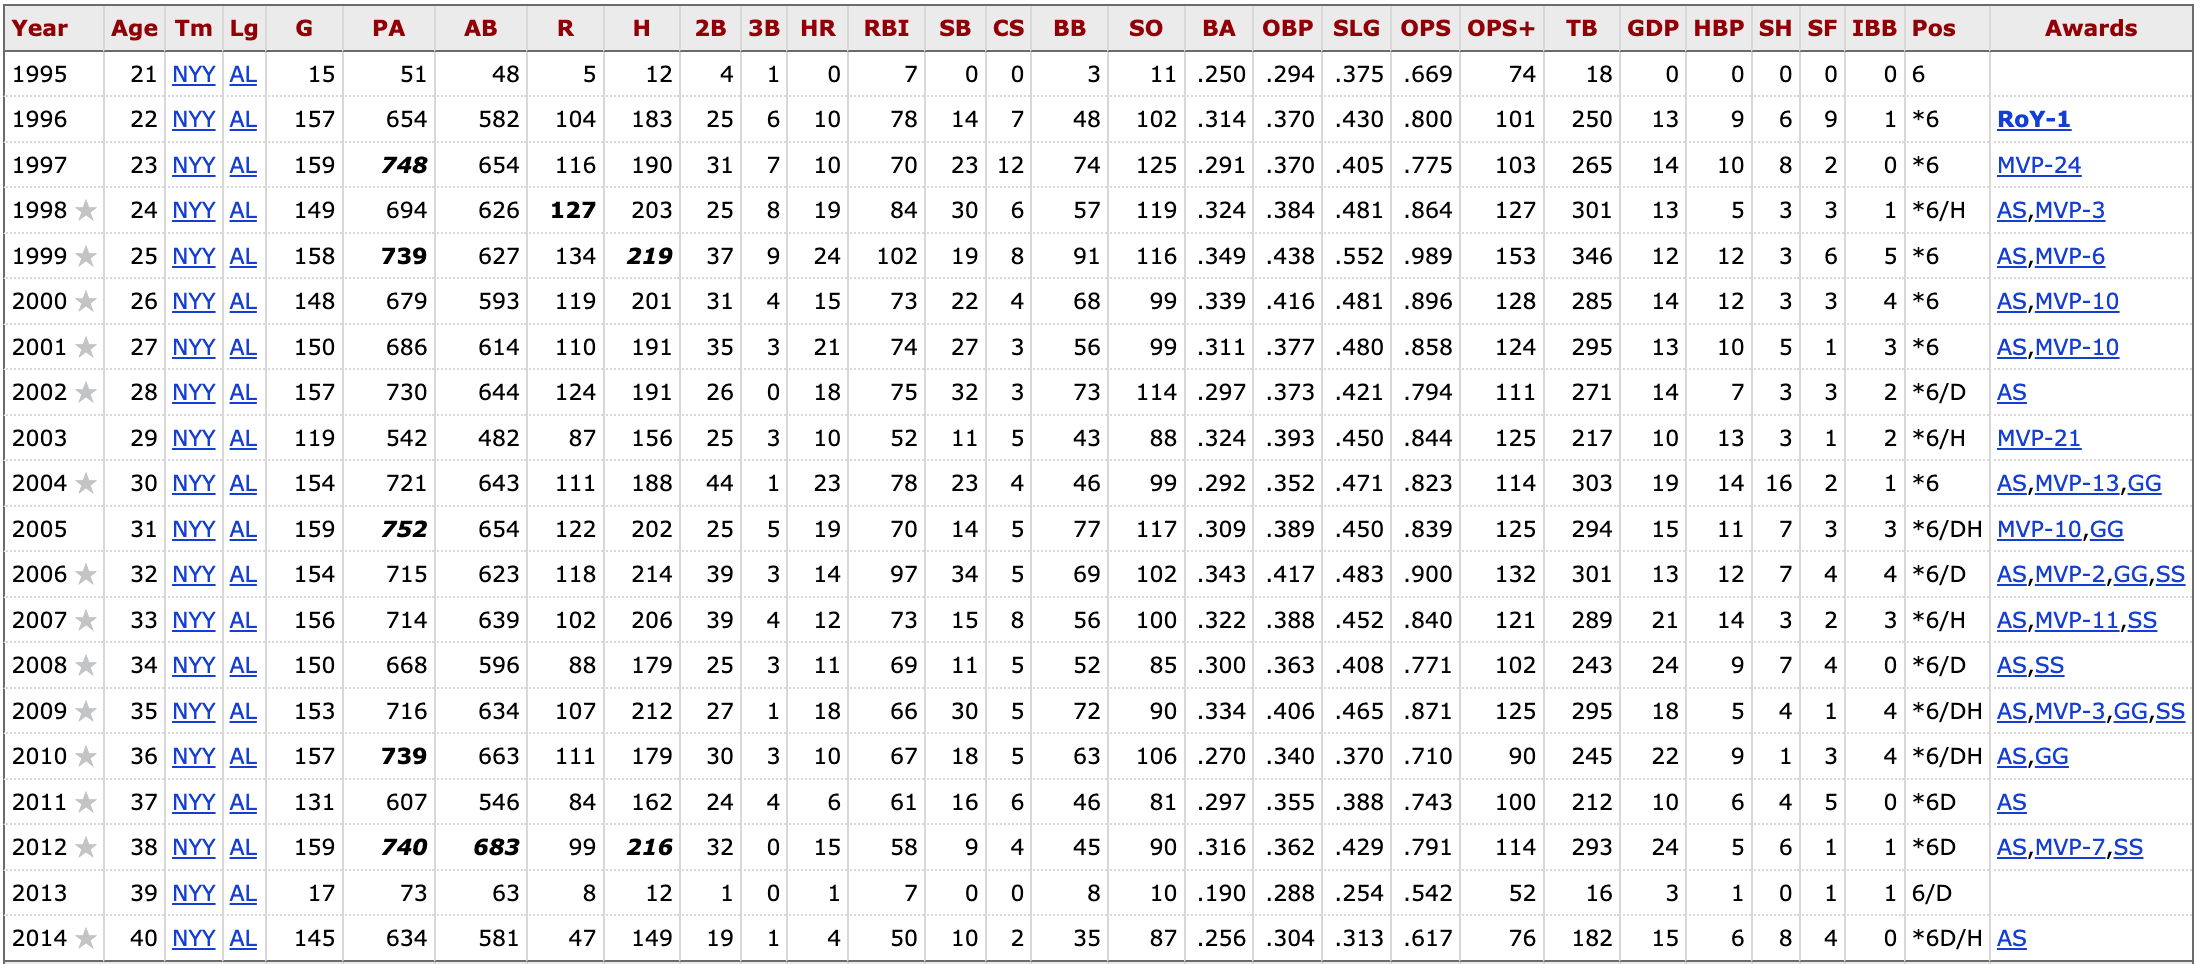 Year Age Tm Lg G PA AB R H 2B 3B HR RBI SB CS BB SO BA OBP SLG OPS OPS+ TB GDP HBP SH SF IBB Pos Awards
1995 21 NYY AL 15 51 48 5 12 4 1 0 7 0 0 3 11 .250 .294 .375 .669 74 18 0 0 0 0 0 6
1996 22 NYY AL 157 654 582 104 183 25 6 10 78 14 7 48 102 .314 .370 .430 .800 101 250 13 9 6 9 1 *6 RoY-1
1997 23 NYY AL 159 748 654 116 190 31 7 10 70 23 12 74 125 .291 .370 .405 .775 103 265 14 10 8 2 0 *6 MVP-24
1998 ★ 24 NYY AL 149 694 626 127 203 25 8 19 84 30 6 57 119 .324 .384 .481 .864 127 301 13 5 3 3 1 *6/H AS,MVP-3
1999 ★ 25 NYY AL 158 739 627 134 219 37 9 24 102 19 8 91 116 .349 .438 .552 .989 153 346 12 12 3 6 5 *6 AS,MVP-6
2000 ★ 26 NYY AL 148 679 593 119 201 31 4 15 73 22 4 68 99 .339 .416 .481 .896 128 285 14 12 3 3 4 *6 AS,MVP-10
2001 ★ 27 NYY AL 150 686 614 110 191 35 3 21 74 27 3 56 99 .311 .377 .480 .858 124 295 13 10 5 1 3 *6 AS,MVP-10
2002 ★ 28 NYY AL 157 730 644 124 191 26 0 18 75 32 3 73 114 .297 .373 .421 .794 111 271 14 7 3 3 2 *6/D AS
2003 29 NYY AL 119 542 482 87 156 25 3 10 52 11 5 43 88 .324 .393 .450 .844 125 217 10 13 3 1 2 *6/H MVP-21
2004 ★ 30 NYY AL 154 721 643 111 188 44 1 23 78 23 4 46 99 .292 .352 .471 .823 114 303 19 14 16 2 1 *6 AS,MVP-13,GG
2005 31 NYY AL 159 752 654 122 202 25 5 19 70 14 5 77 117 .309 .389 .450 .839 125 294 15 11 7 3 3 *6/DH MVP-10,GG
2006 ★ 32 NYY AL 154 715 623 118 214 39 3 14 97 34 5 69 102 .343 .417 .483 .900 132 301 13 12 7 4 4 *6/D AS,MVP-2,GG,SS
2007 ★ 33 NYY AL 156 714 639 102 206 39 4 12 73 15 8 56 100 .322 .388 .452 .840 121 289 21 14 3 2 3 *6/H AS,MVP-11,SS
2008 ★ 34 NYY AL 150 668 596 88 179 25 3 11 69 11 5 52 85 .300 .363 .408 .771 102 243 24 9 7 4 0 *6/D AS,SS
2009 ★ 35 NYY AL 153 716 634 107 212 27 1 18 66 30 5 72 90 .334 .406 .465 .871 125 295 18 5 4 1 4 *6/DH AS,MVP-3,GG,SS
2010 ★ 36 NYY AL 157 739 663 111 179 30 3 10 67 18 5 63 106 .270 .340 .370 .710 90 245 22 9 1 3 4 *6/DH AS,GG
2011 ★ 37 NYY AL 131 607 546 84 162 24 4 6 61 16 6 46 81 .297 .355 .388 .743 100 212 10 6 4 5 0 *6D AS
2012 ★ 38 NYY AL 159 740 683 99 216 32 0 15 58 9 4 45 90 .316 .362 .429 .791 114 293 24 5 6 1 1 *6D AS,MVP-7,SS
2013 39 NYY AL 17 73 63 8 12 1 0 1 7 0 0 8 10 .190 .288 .254 .542 52 16 3 1 0 1 1 6/D
2014 ★ 40 NYY AL 145 634 581 47 149 19 1 4 50 10 2 35 87 .256 .304 .313 .617 76 182 15 6 8 4 0 *6D/H AS